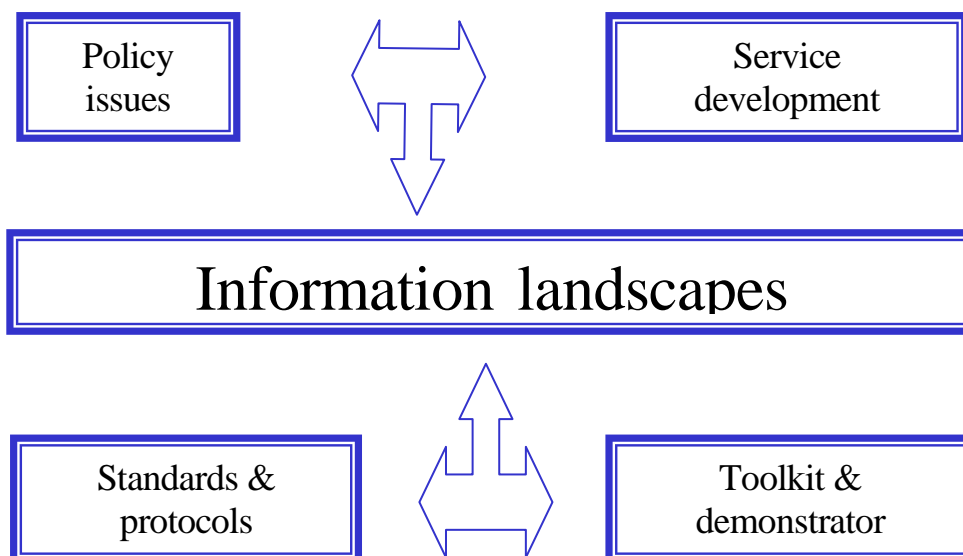 Policy
issues
Service
development
Information landscapes
Standards &
protocols
Toolkit &
demonstrator